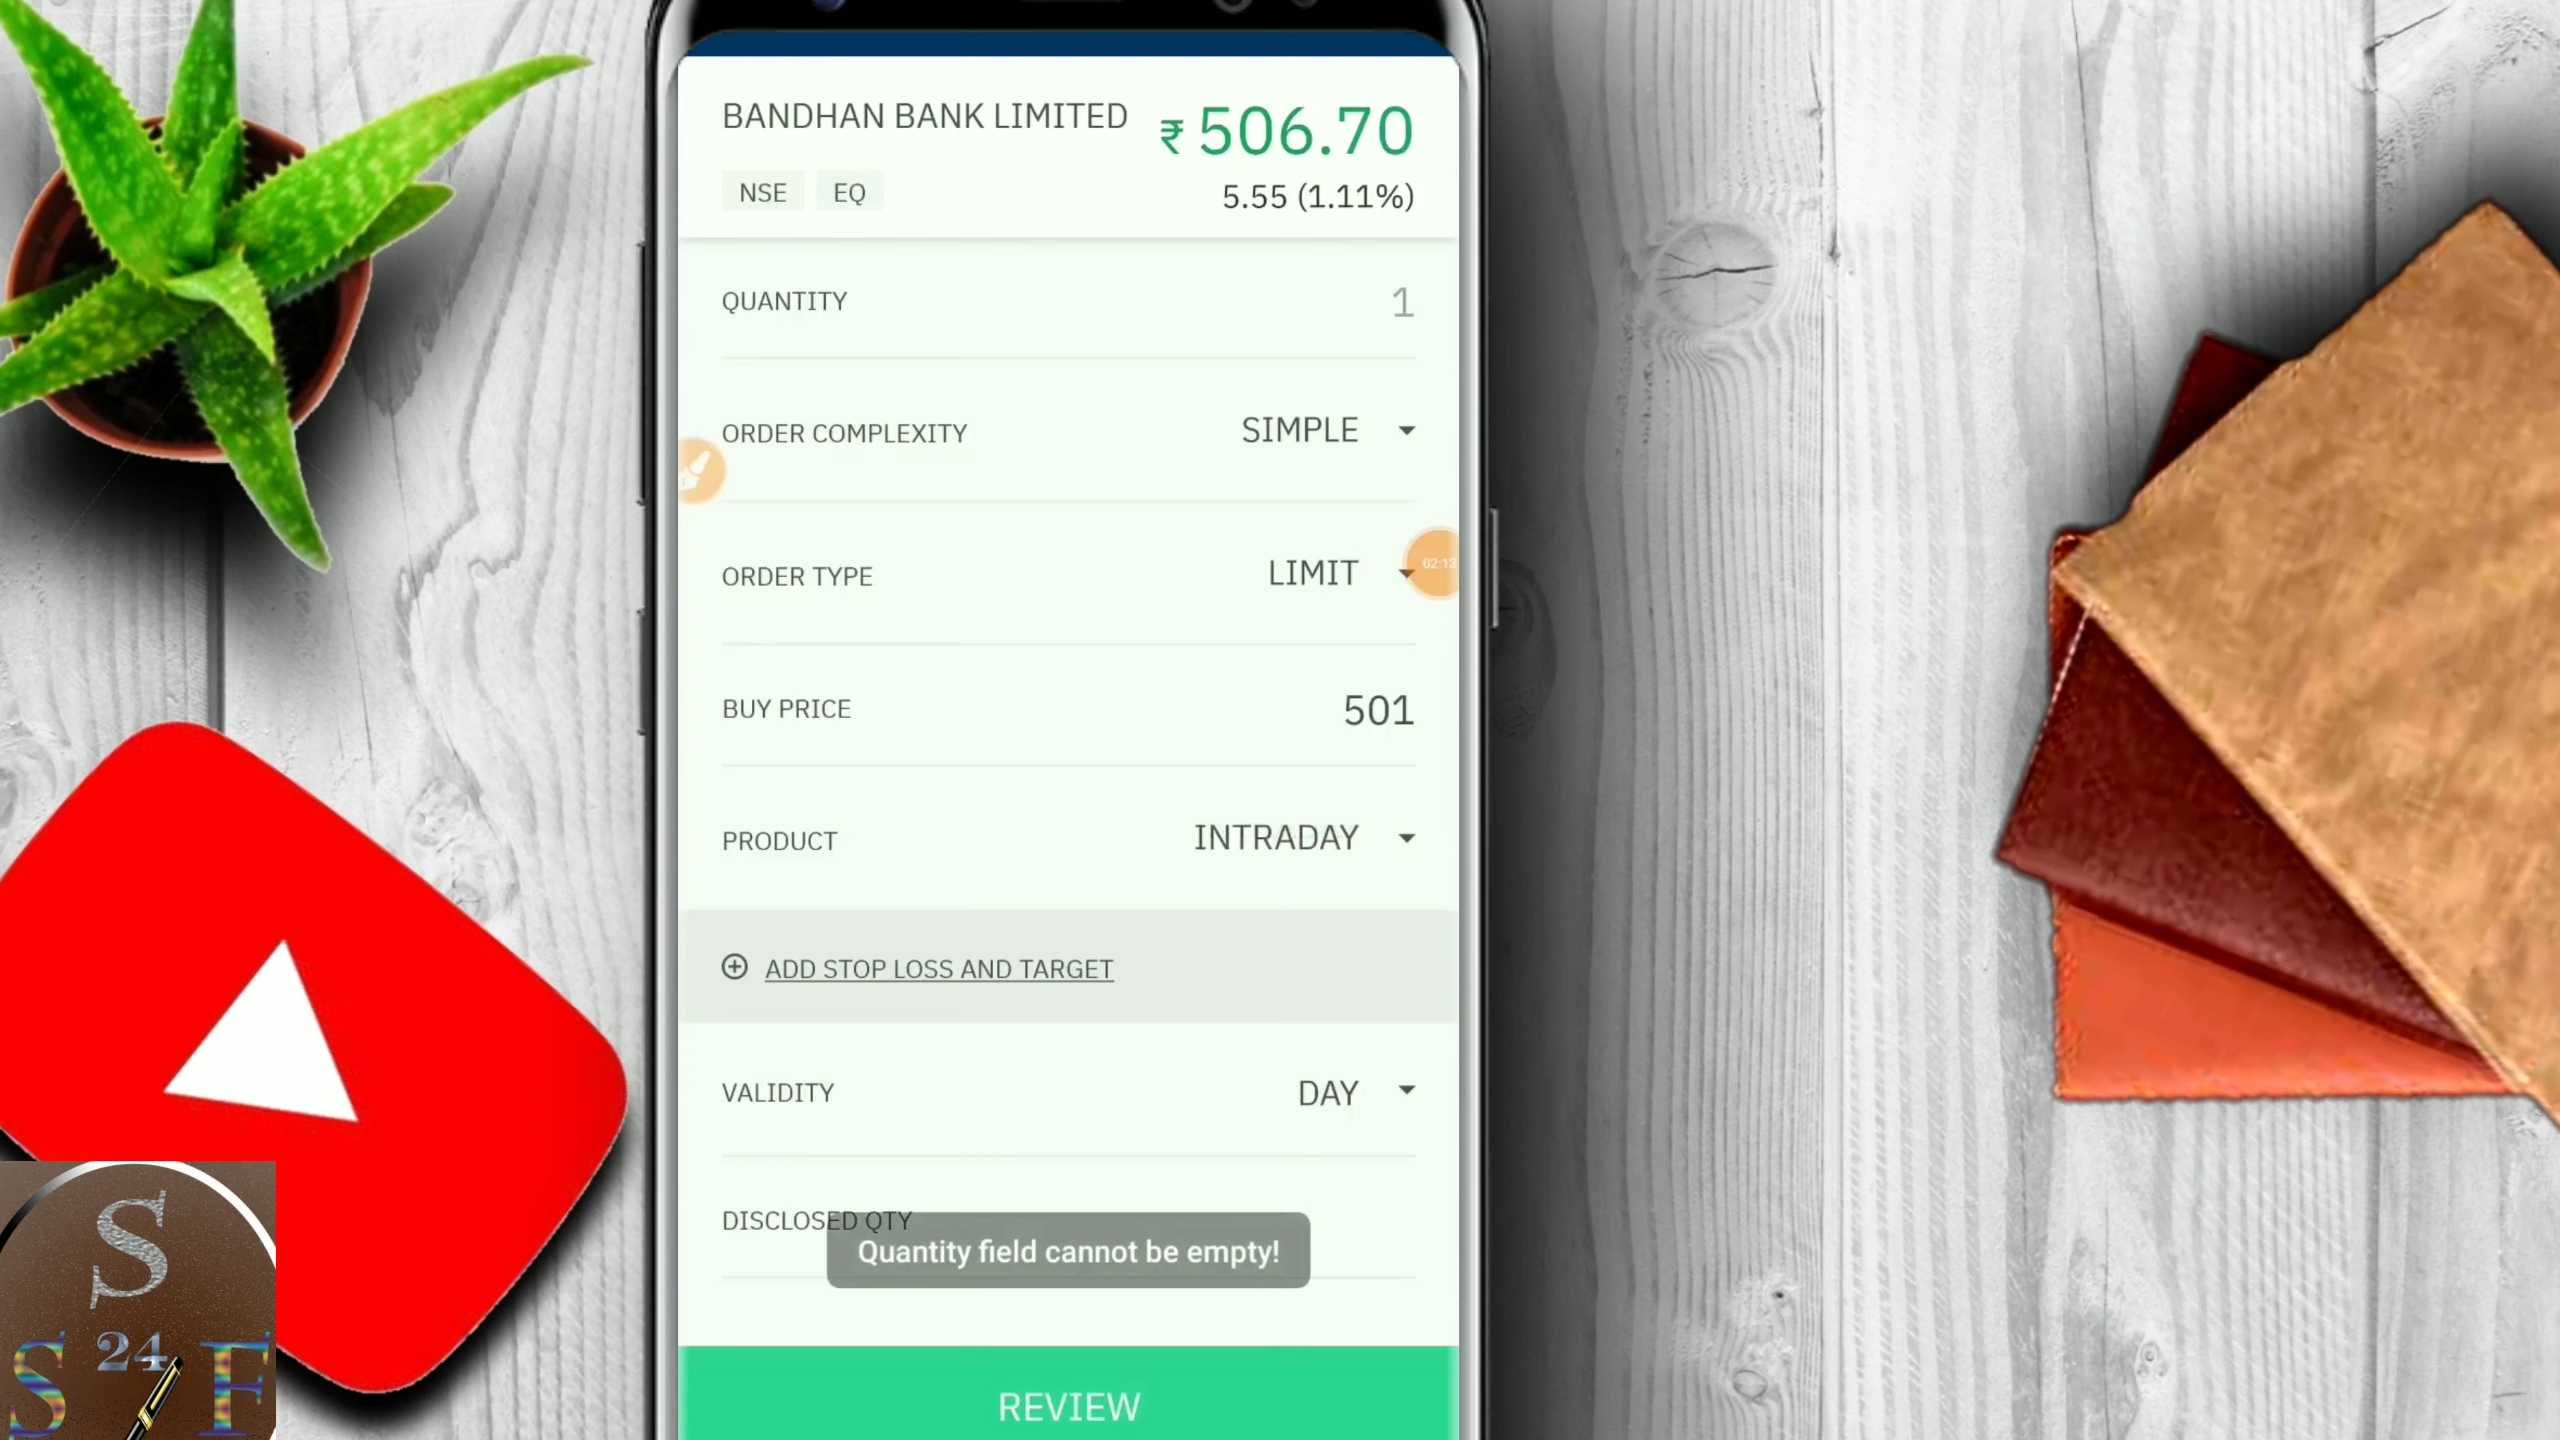 BANDHAN BANK LIMITED
₹ 506.70
NSE EQ
5.55 (1.11%)
QUANTITY 1
ORDER COMPLEXITY SIMPLE
ORDER TYPE LIMIT
02:12
BUY PRICE 501
PRODUCT INTRADAY
ADD STOP LOSS AND TARGET
VALIDITY DAY
DISCLOSED QTY
Quantity field cannot be empty!
REVIEW
S
24
S F